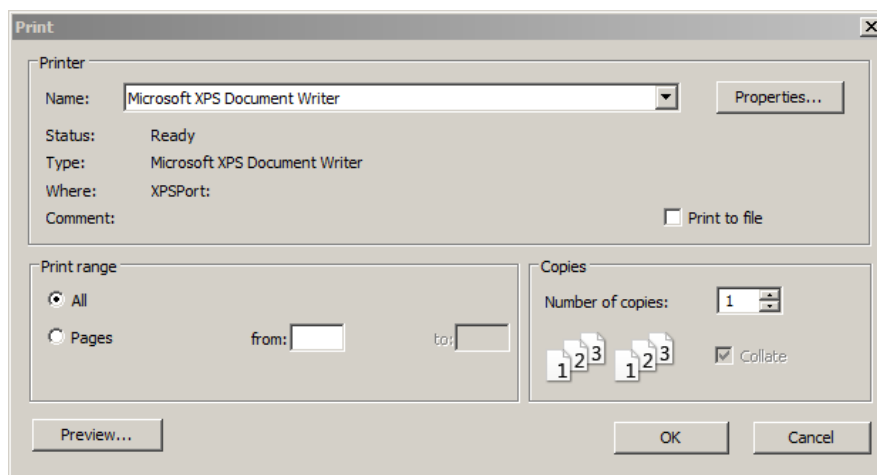 Print
Printer
Name: Microsoft XPS Document Writer Properties...
Status: Ready
Type: Microsoft XPS Document Writer
Where: XPSPort:
Comment: Print to file
Print range
All
Pages from: to:
Copies
Number of copies: 1
1 2 3 1 2 3
Collate
Preview... OK Cancel